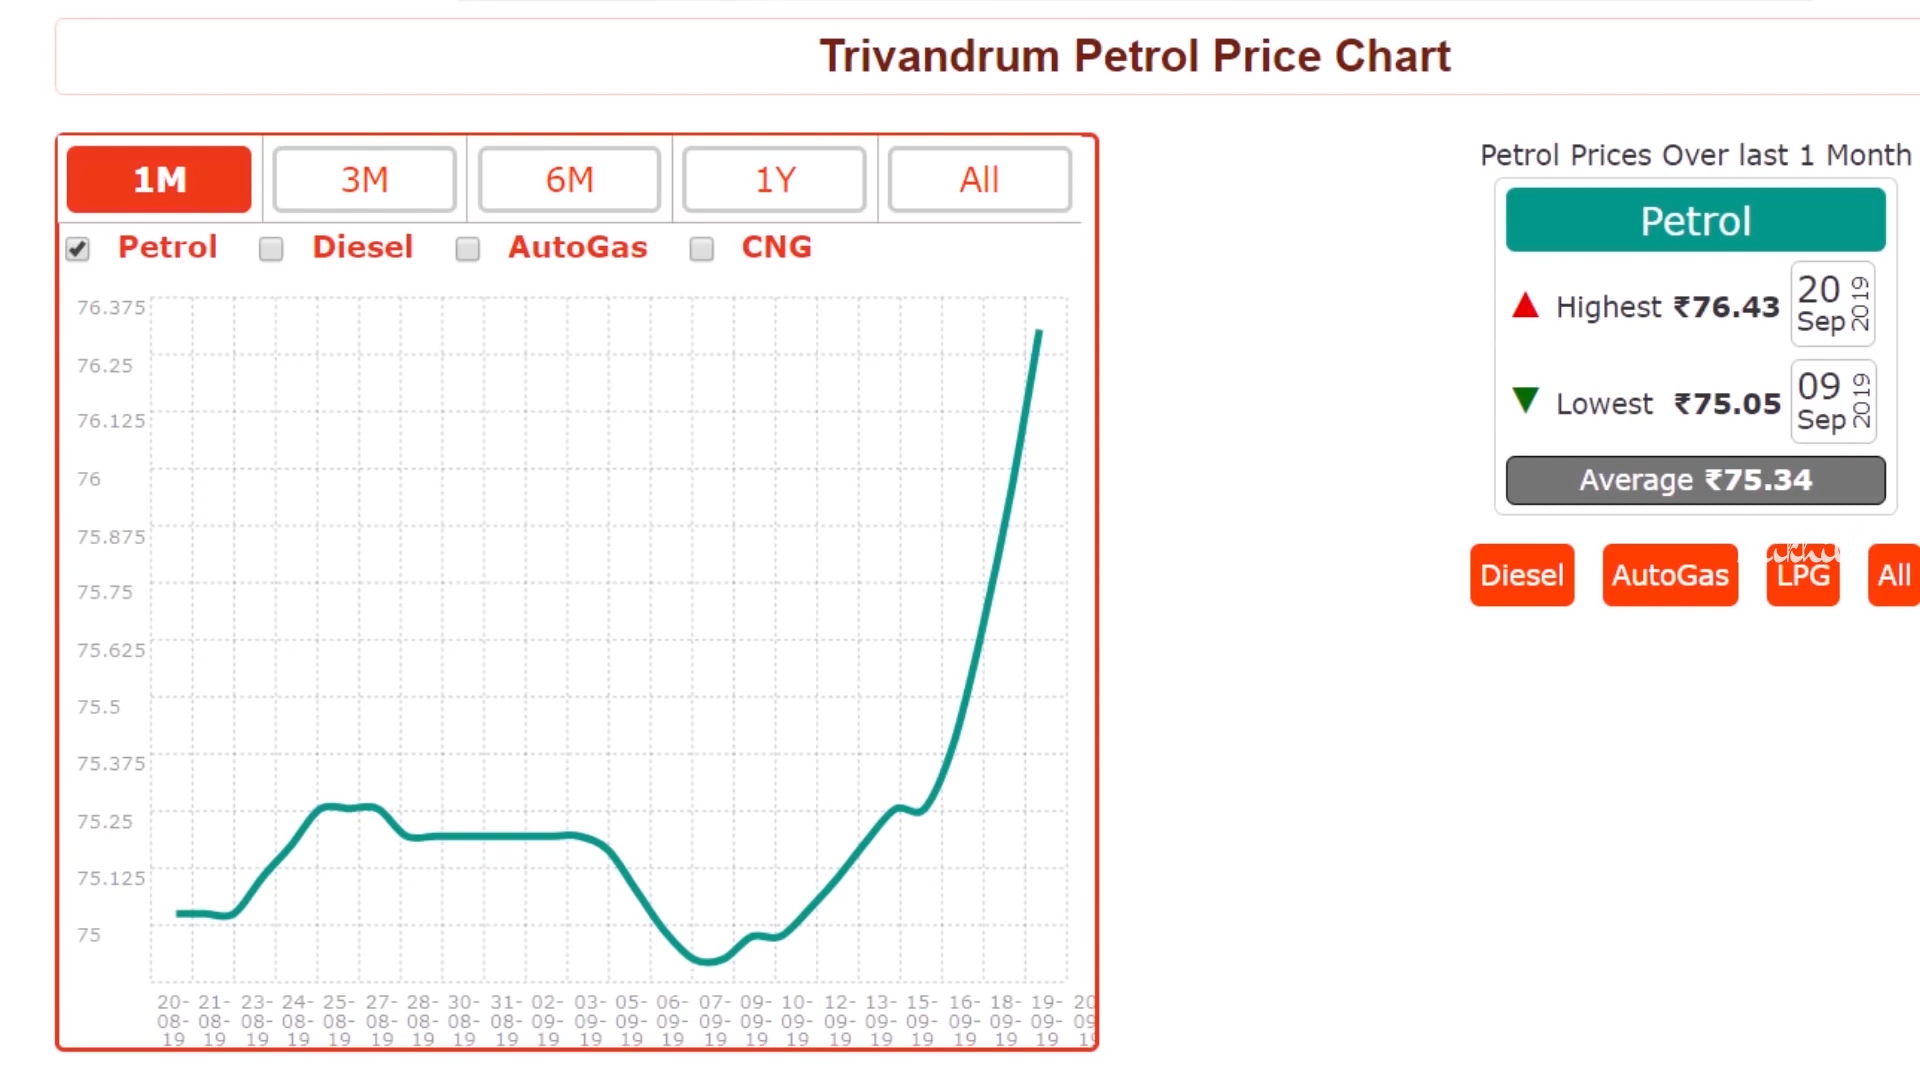 Trivandrum Petrol Price Chart
1M 3M 6M 1Y All
Petrol Diesel AutoGas CNG
76.375
76.25
76.125
76
75.875
75.75
75.625
75.5
75.375
75.25
75.125
75
20- 21- 23- 24- 25- 27- 28- 30- 31- 02- 03- 05- 06- 07- 09- 10- 12- 13- 15- 16- 18- 19- 20
08- 08- 08- 08- 08- 08- 08- 08- 08- 09- 09- 09- 09- 09- 09- 09- 09- 09- 09- 09- 09- 09- 09
19 19 19 19 19 19 19 19 19 19 19 19 19 19 19 19 19 19 19 19 19 19 19
Petrol Prices Over last 1 Month
Petrol
Highest ₹76.43 20 Sep 2019
Lowest ₹75.05 09 Sep 2019
Average ₹75.34
Diesel AutoGas LPG All